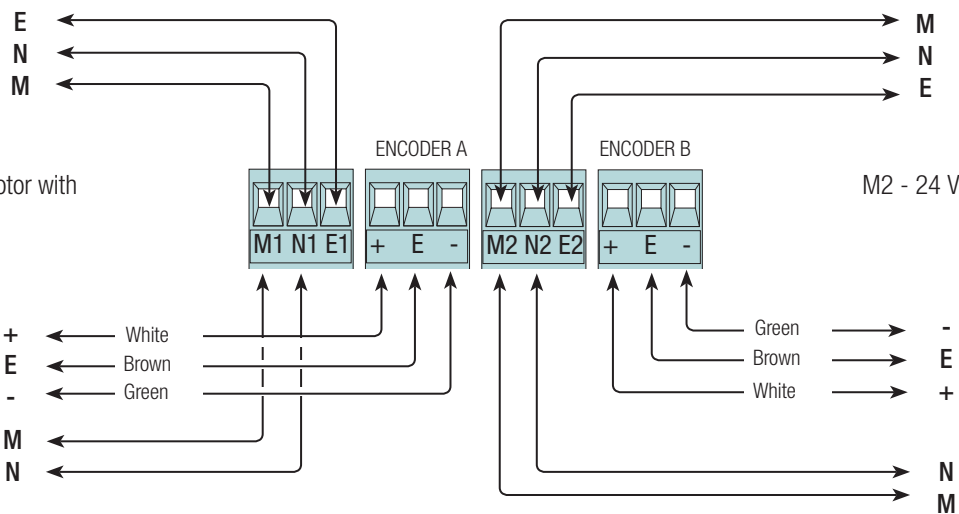 E
N
M
M
N
E
ENCODER A
ENCODER B
otor with
M2 - 24 V
M1 N1 E1
+ E -
M2 N2 E2
+ E -
+ White
E Brown
- Green
M
N
Green -
Brown E
White +
N
M